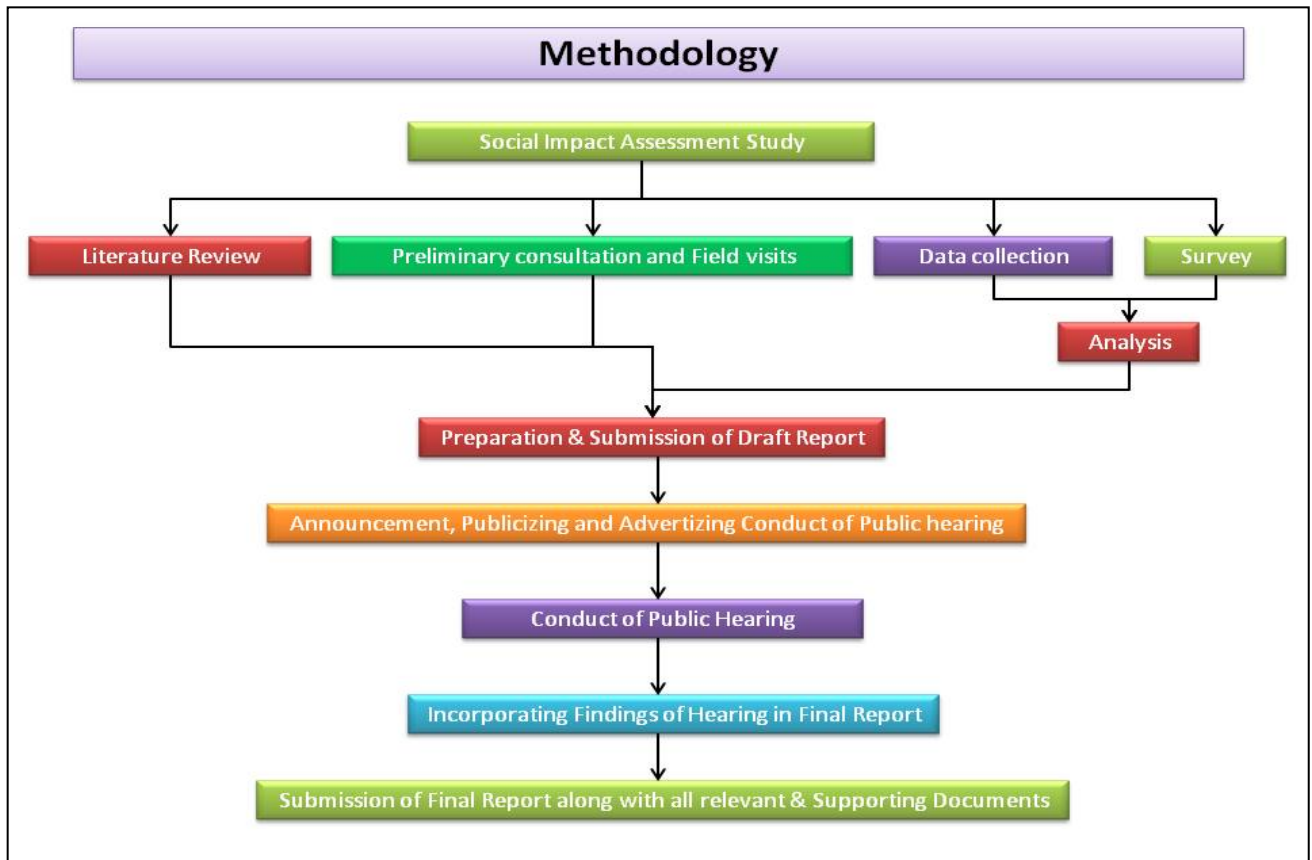 Methodology
Social Impact Assessment Study
Literature Review
Preliminary consultation and Field visits
Data collection
Survey
Analysis
Preparation & Submission of Draft Report
Announcement, Publicizing and Advertizing Conduct of Public hearing
Conduct of Public Hearing
Incorporating Findings of Hearing in Final Report
Submission of Final Report along with all relevant & Supporting Documents